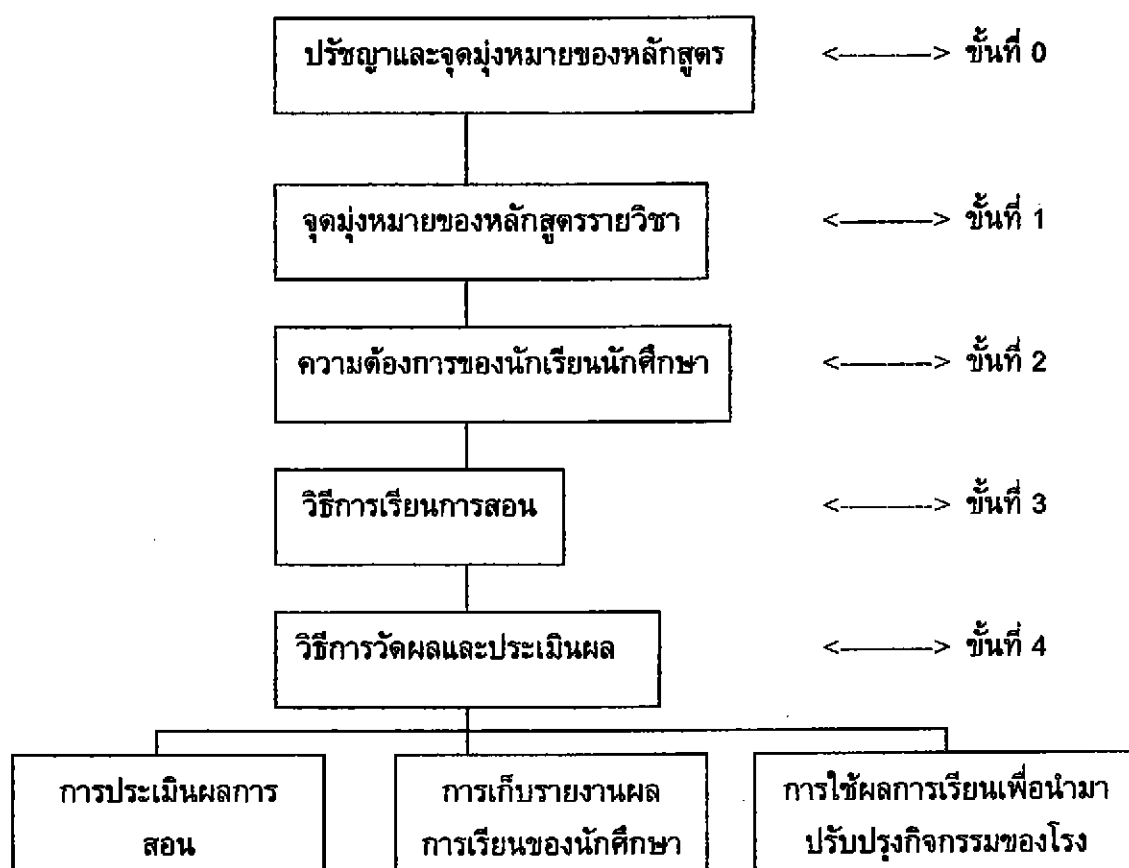 ปรัชญาและจุดมุ่งหมายของหลักสูตร <---------> ขั้นที่ 0
จุดมุ่งหมายของหลักสูตรรายวิชา <---------> ขั้นที่ 1
ความต้องการของนักเรียนนักศึกษา <---------> ขั้นที่ 2
วิธีการเรียนการสอน <---------> ขั้นที่ 3
วิธีการวัดผลและประเมินผล <---------> ขั้นที่ 4
การประเมินผลการ
สอน
การเก็บรายงานผล
การเรียนของนักศึกษา
การใช้ผลการเรียนเพื่อนำมา
ปรับปรุงกิจกรรมของโรง